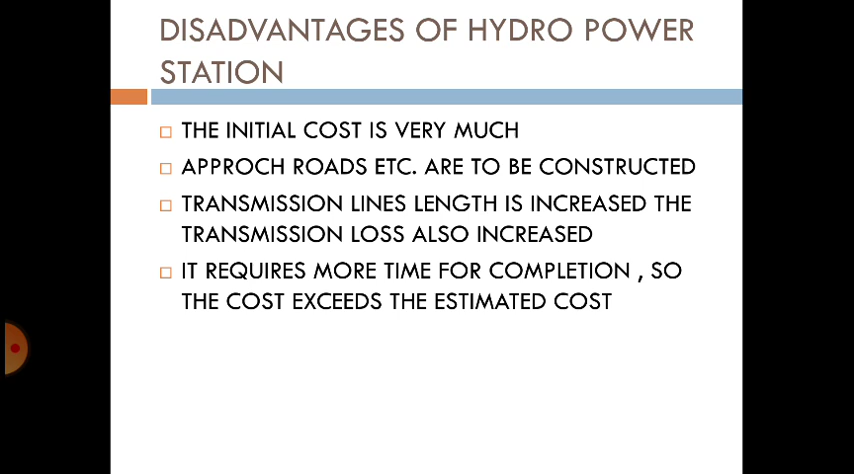 DISADVANTAGES OF HYDRO POWER
STATION
THE INITIAL COST IS VERY MUCH
APPROCH ROADS ETC. ARE TO BE CONSTRUCTED
TRANSMISSION LINES LENGTH IS INCREASED THE
TRANSMISSION LOSS ALSO INCREASED
IT REQUIRES MORE TIME FOR COMPLETION , SO
THE COST EXCEEDS THE ESTIMATED COST